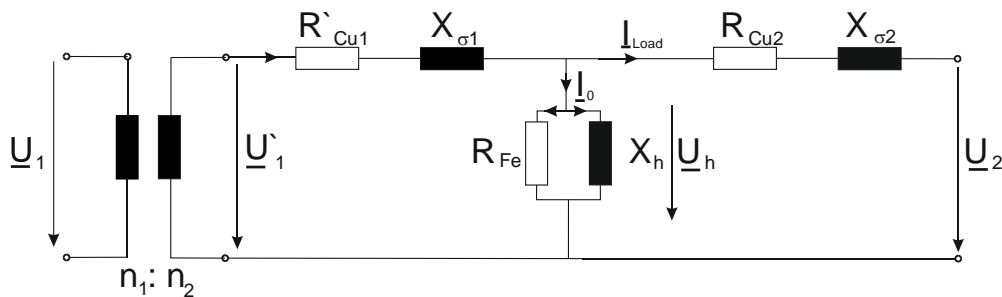 R`Cu1
Xσ1
ILoad
RCu2
Xσ2
I0
U1
U`1
RFe
Xh
Uh
U2
n1: n2